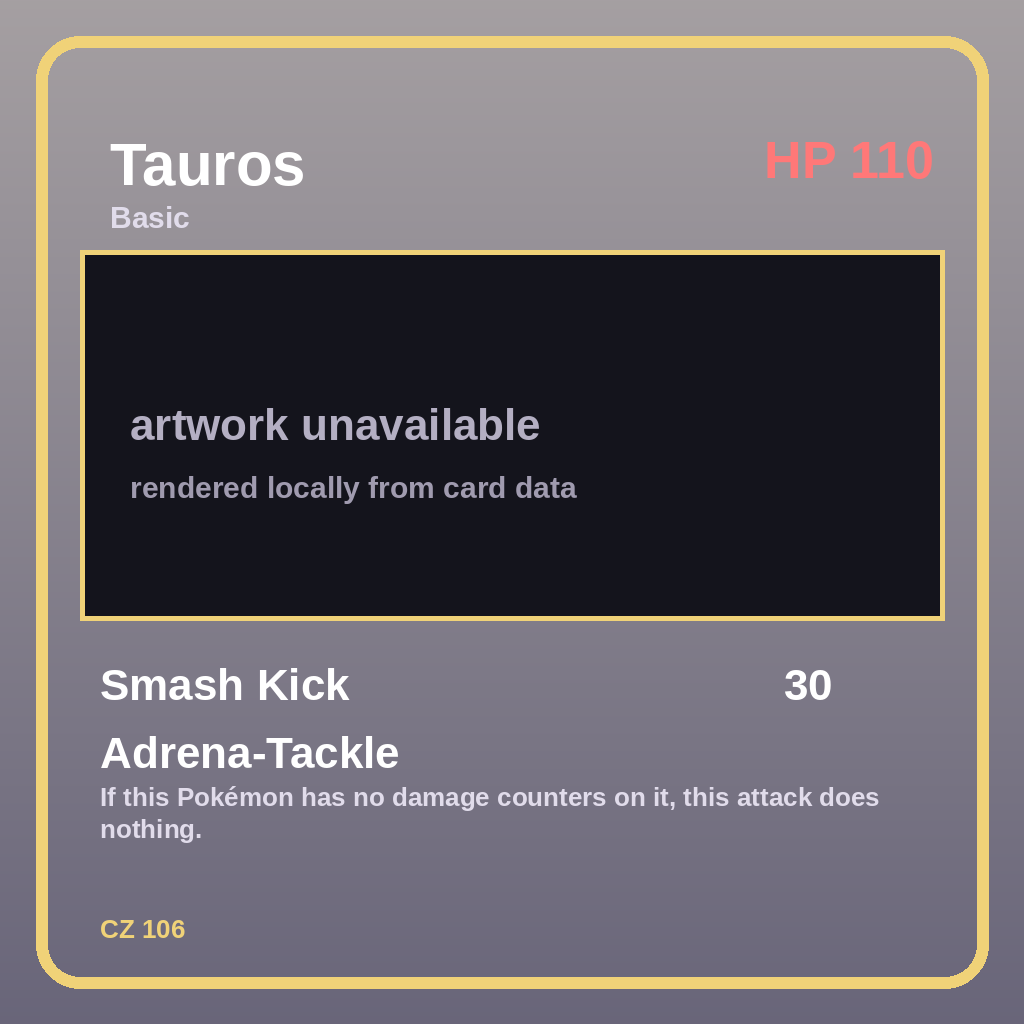 Tauros
HP 110
Basic
artwork unavailable
rendered locally from card data
Smash Kick
30
Adrena-Tackle
If this Pokémon has no damage counters on it, this attack does
nothing.
CZ 106